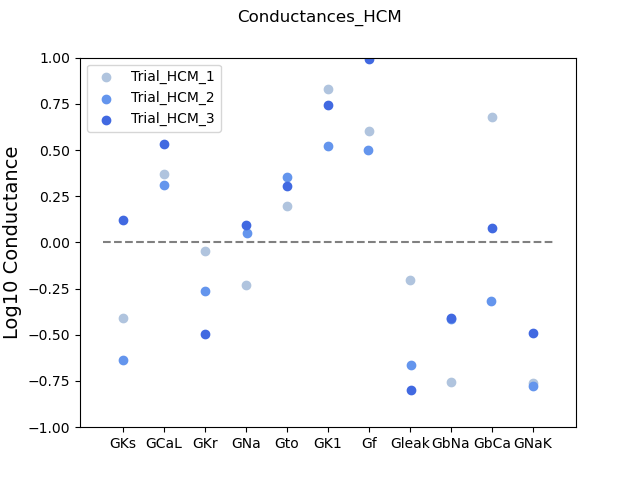 Conductances_HCM
Log10 Conductance
1.00
0.75
0.50
0.25
0.00
−0.25
−0.50
−0.75
−1.00
Trial_HCM_1
Trial_HCM_2
Trial_HCM_3
GKs GCaL GKr GNa Gto GK1 Gf Gleak GbNa GbCa GNaK